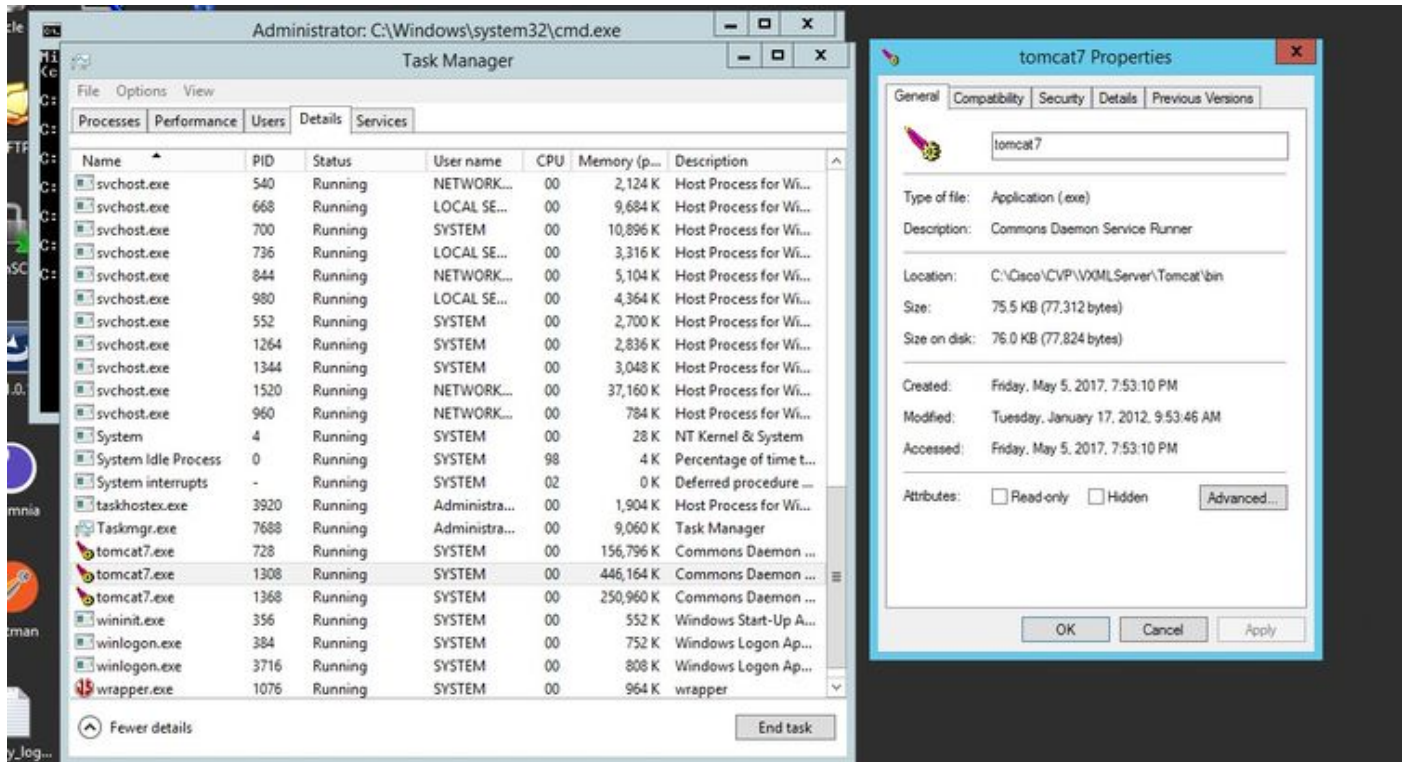 cle
Administrator: C:\Windows\system32\cmd.exe
Mi
(c
C:
C:
C:
C:
C:
C:
C:
FTP
nSC
1.0.
mnia
tman
y_log...
Task Manager
File Options View
Processes Performance Users Details Services
Name PID Status User name CPU Memory (p... Description
svchost.exe 540 Running NETWORK... 00 2,124 K Host Process for Wi...
svchost.exe 668 Running LOCAL SE... 00 9,684 K Host Process for Wi...
svchost.exe 700 Running SYSTEM 00 10,896 K Host Process for Wi...
svchost.exe 736 Running LOCAL SE... 00 3,316 K Host Process for Wi...
svchost.exe 844 Running NETWORK... 00 5,104 K Host Process for Wi...
svchost.exe 980 Running LOCAL SE... 00 4,364 K Host Process for Wi...
svchost.exe 552 Running SYSTEM 00 2,700 K Host Process for Wi...
svchost.exe 1264 Running SYSTEM 00 2,836 K Host Process for Wi...
svchost.exe 1344 Running SYSTEM 00 3,048 K Host Process for Wi...
svchost.exe 1520 Running NETWORK... 00 37,160 K Host Process for Wi...
svchost.exe 960 Running NETWORK... 00 784 K Host Process for Wi...
System 4 Running SYSTEM 00 28 K NT Kernel & System
System Idle Process 0 Running SYSTEM 98 4 K Percentage of time t...
System interrupts - Running SYSTEM 02 0 K Deferred procedure ...
taskhostex.exe 3920 Running Administra... 00 1,904 K Host Process for Wi...
Taskmgr.exe 7688 Running Administra... 00 9,060 K Task Manager
tomcat7.exe 728 Running SYSTEM 00 156,796 K Commons Daemon ...
tomcat7.exe 1308 Running SYSTEM 00 446,164 K Commons Daemon ...
tomcat7.exe 1368 Running SYSTEM 00 250,960 K Commons Daemon ...
wininit.exe 356 Running SYSTEM 00 552 K Windows Start-Up A...
winlogon.exe 384 Running SYSTEM 00 752 K Windows Logon Ap...
winlogon.exe 3716 Running SYSTEM 00 808 K Windows Logon Ap...
wrapper.exe 1076 Running SYSTEM 00 964 K wrapper
Fewer details
End task
tomcat7 Properties
General Compatibility Security Details Previous Versions
tomcat7
Type of file: Application (.exe)
Description: Commons Daemon Service Runner
Location: C:\Cisco\CVP\VXMLServer\Tomcat\bin
Size: 75.5 KB (77,312 bytes)
Size on disk: 76.0 KB (77,824 bytes)
Created: Friday, May 5, 2017, 7:53:10 PM
Modified: Tuesday, January 17, 2012, 9:53:46 AM
Accessed: Friday, May 5, 2017, 7:53:10 PM
Attributes: Read-only Hidden Advanced...
OK Cancel Apply